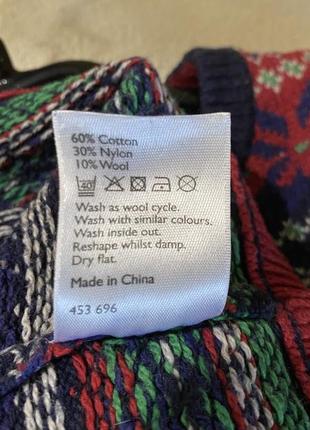 60% Cotton
30% Nylon
10% Wool
40
Wash as wool cycle.
Wash with similar colours.
Wash inside out.
Reshape whilst damp.
Dry flat.
Made in China
453 696